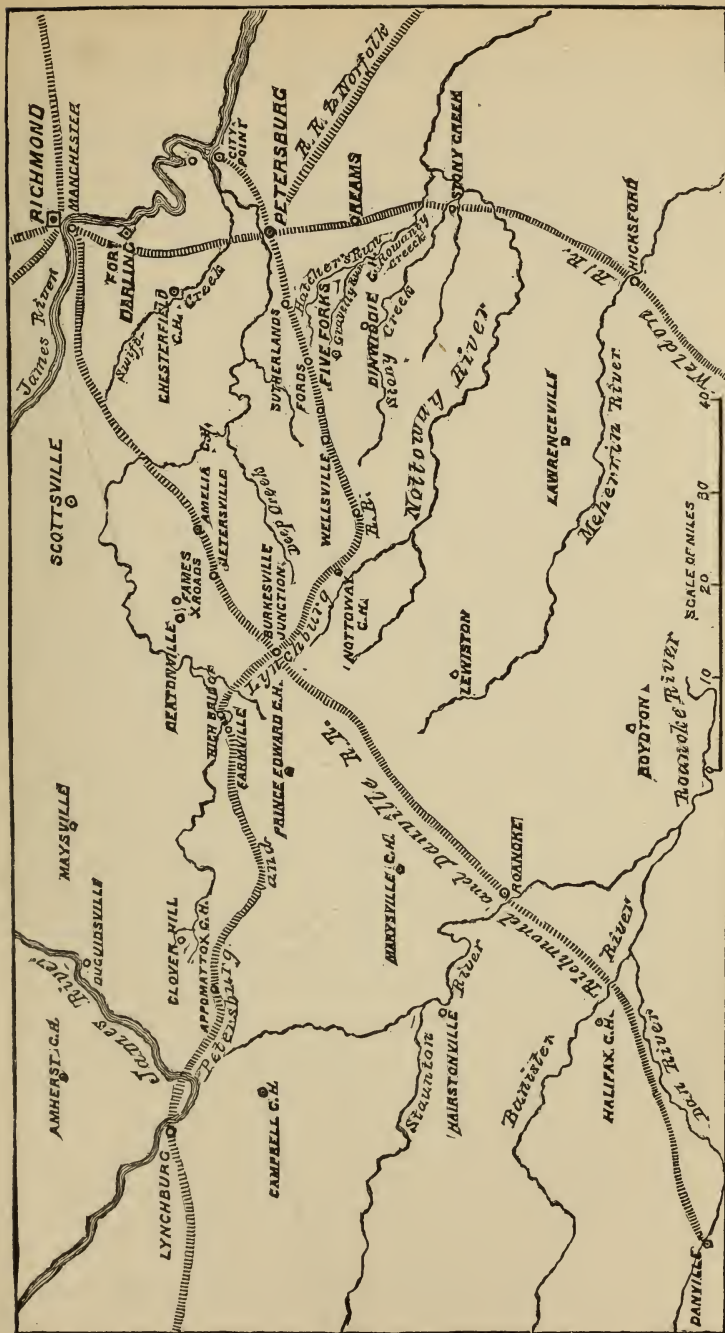 RICHMOND
MANCHESTER
James River
FORT
DARLING
CITY-
POINT
PETERSBURG
R. R. to Norfolk
Swift
Creek
CHESTERFIELD
C.H.
SCOTTSVILLE
AMELIA C.H.
JETERSVILLE
Deep Creek
SUTHERLANDS
FORDS
Hatcher's Run
FIVE FORKS
Gravelly Run
DINWIDDIE C.H.
Rowanty
Creek
REAMS
STONY CREEK
Stony Creek
WELLSVILLE
R.R.
Nottoway River
HICKSFORD
R.R.
Weldon
Meherrin River
LAWRENCEVILLE
DEATONVILLE
FAMES
X ROADS
BURKESVILLE
JUNCTION
Lynchburg
NOTTOWAY
C.H.
HIGH BRIDGE
FARMVILLE
PRINCE EDWARD C.H.
and
LEWISTON
MAYSVILLE
DUGUIDSVILLE
James River
AMHERST C.H.
CLOVER HILL
APPOMATTOX C.H.
Petersburg
LYNCHBURG
CAMPBELL C.H.
MARYSVILLE C.H.
Richmond and Danville R.R.
ROANOKE
BOYDTON
Roanoke River
Staunton River
HAIRSTONVILLE
Banister River
HALIFAX C.H.
Dan River
DANVILLE
SCALE OF MILES
10 20 30 40